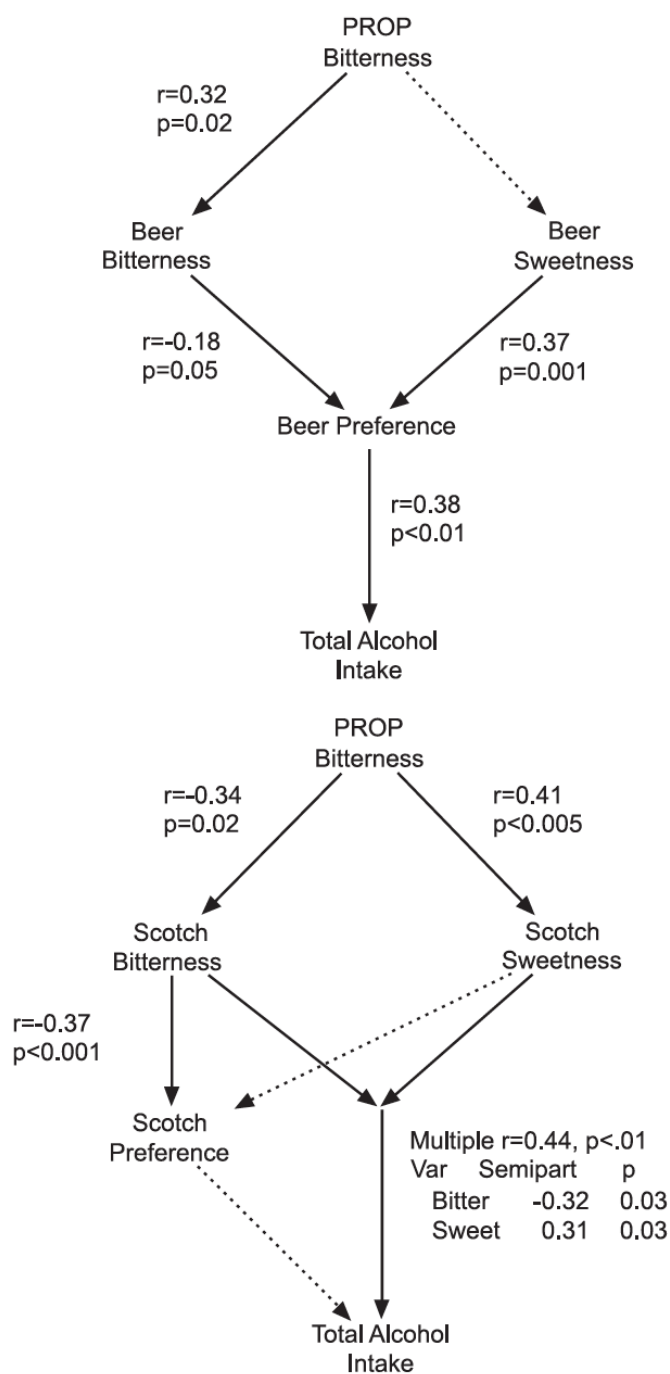 PROP
Bitterness
r=0.32
p=0.02
Beer
Bitterness
Beer
Sweetness
r=-0.18
p=0.05
r=0.37
p=0.001
Beer Preference
r=0.38
p<0.01
Total Alcohol
Intake
PROP
Bitterness
r=-0.34
p=0.02
r=0.41
p<0.005
Scotch
Bitterness
Scotch
Sweetness
r=-0.37
p<0.001
Scotch
Preference
Multiple r=0.44, p<.01
Var Semipart p
Bitter -0.32 0.03
Sweet 0.31 0.03
Total Alcohol
Intake